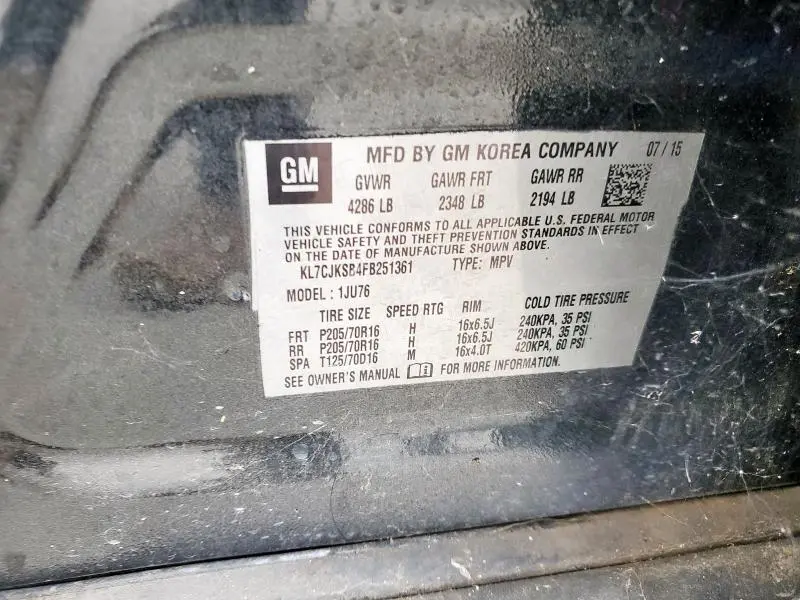 GM
MFD BY GM KOREA COMPANY 07 / 15
GVWR GAWR FRT GAWR RR
4286 LB 2348 LB 2194 LB
THIS VEHICLE CONFORMS TO ALL APPLICABLE U.S. FEDERAL MOTOR
VEHICLE SAFETY AND THEFT PREVENTION STANDARDS IN EFFECT
ON THE DATE OF MANUFACTURE SHOWN ABOVE.
KL7CJKSB4FB251361 TYPE: MPV
MODEL : 1JU76
TIRE SIZE SPEED RTG RIM COLD TIRE PRESSURE
FRT P205/70R16 H 16x6.5J 240KPA, 35 PSI
RR P205/70R16 H 16x6.5J 240KPA, 35 PSI
SPA T125/70D16 M 16x4.0T 420KPA, 60 PSI
SEE OWNER'S MANUAL FOR MORE INFORMATION.